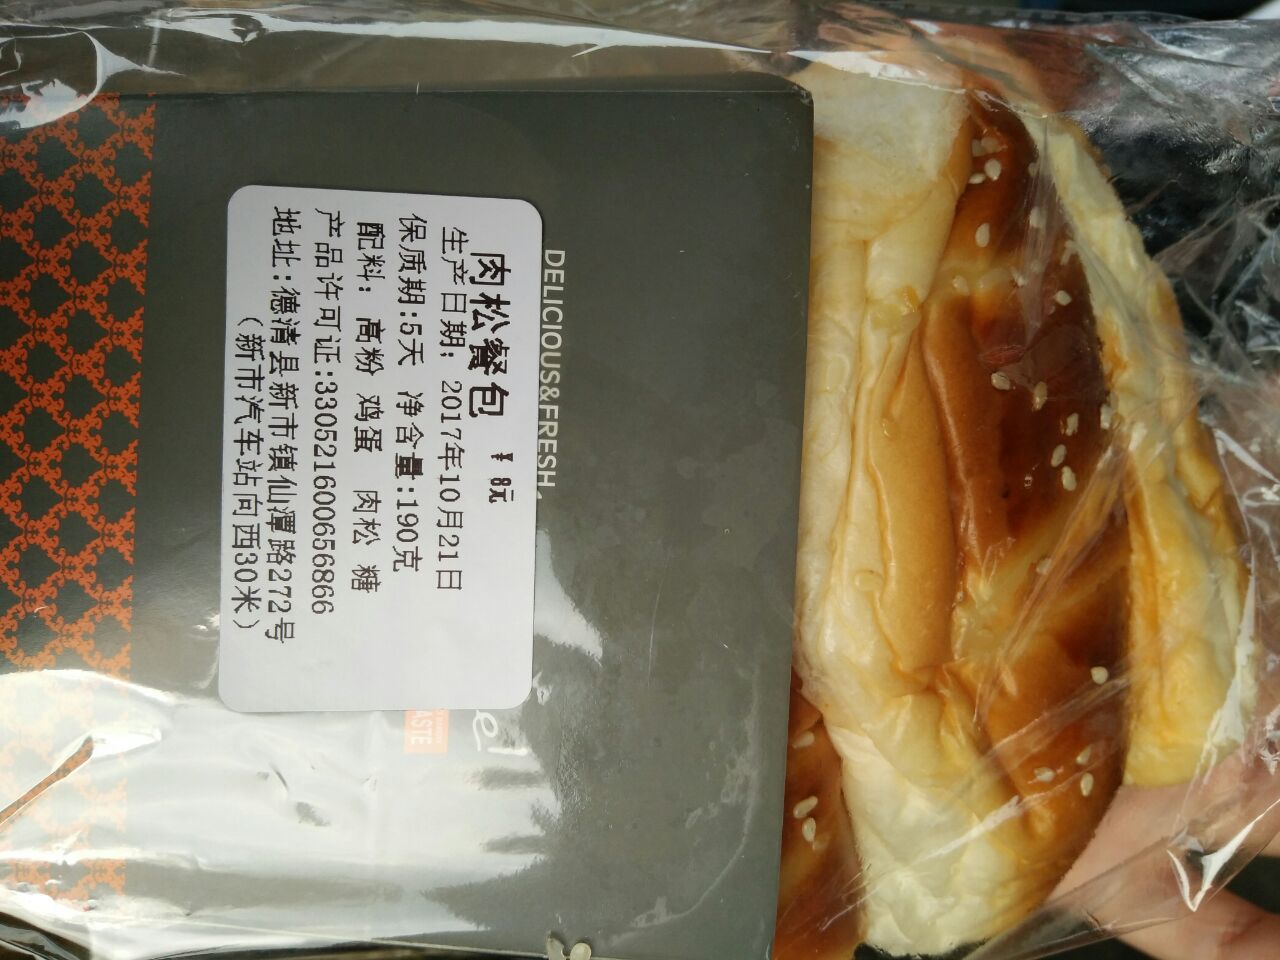 DELICIOUS&FRESH
肉松餐包 ¥ 8元
生产日期: 2017年10月21日
保质期:5天 净含量:190克
配料: 高粉 鸡蛋 肉松 糖
产品许可证:330521600656866
地址:德清县新市镇仙潭路272号
(新市汽车站向西30米)